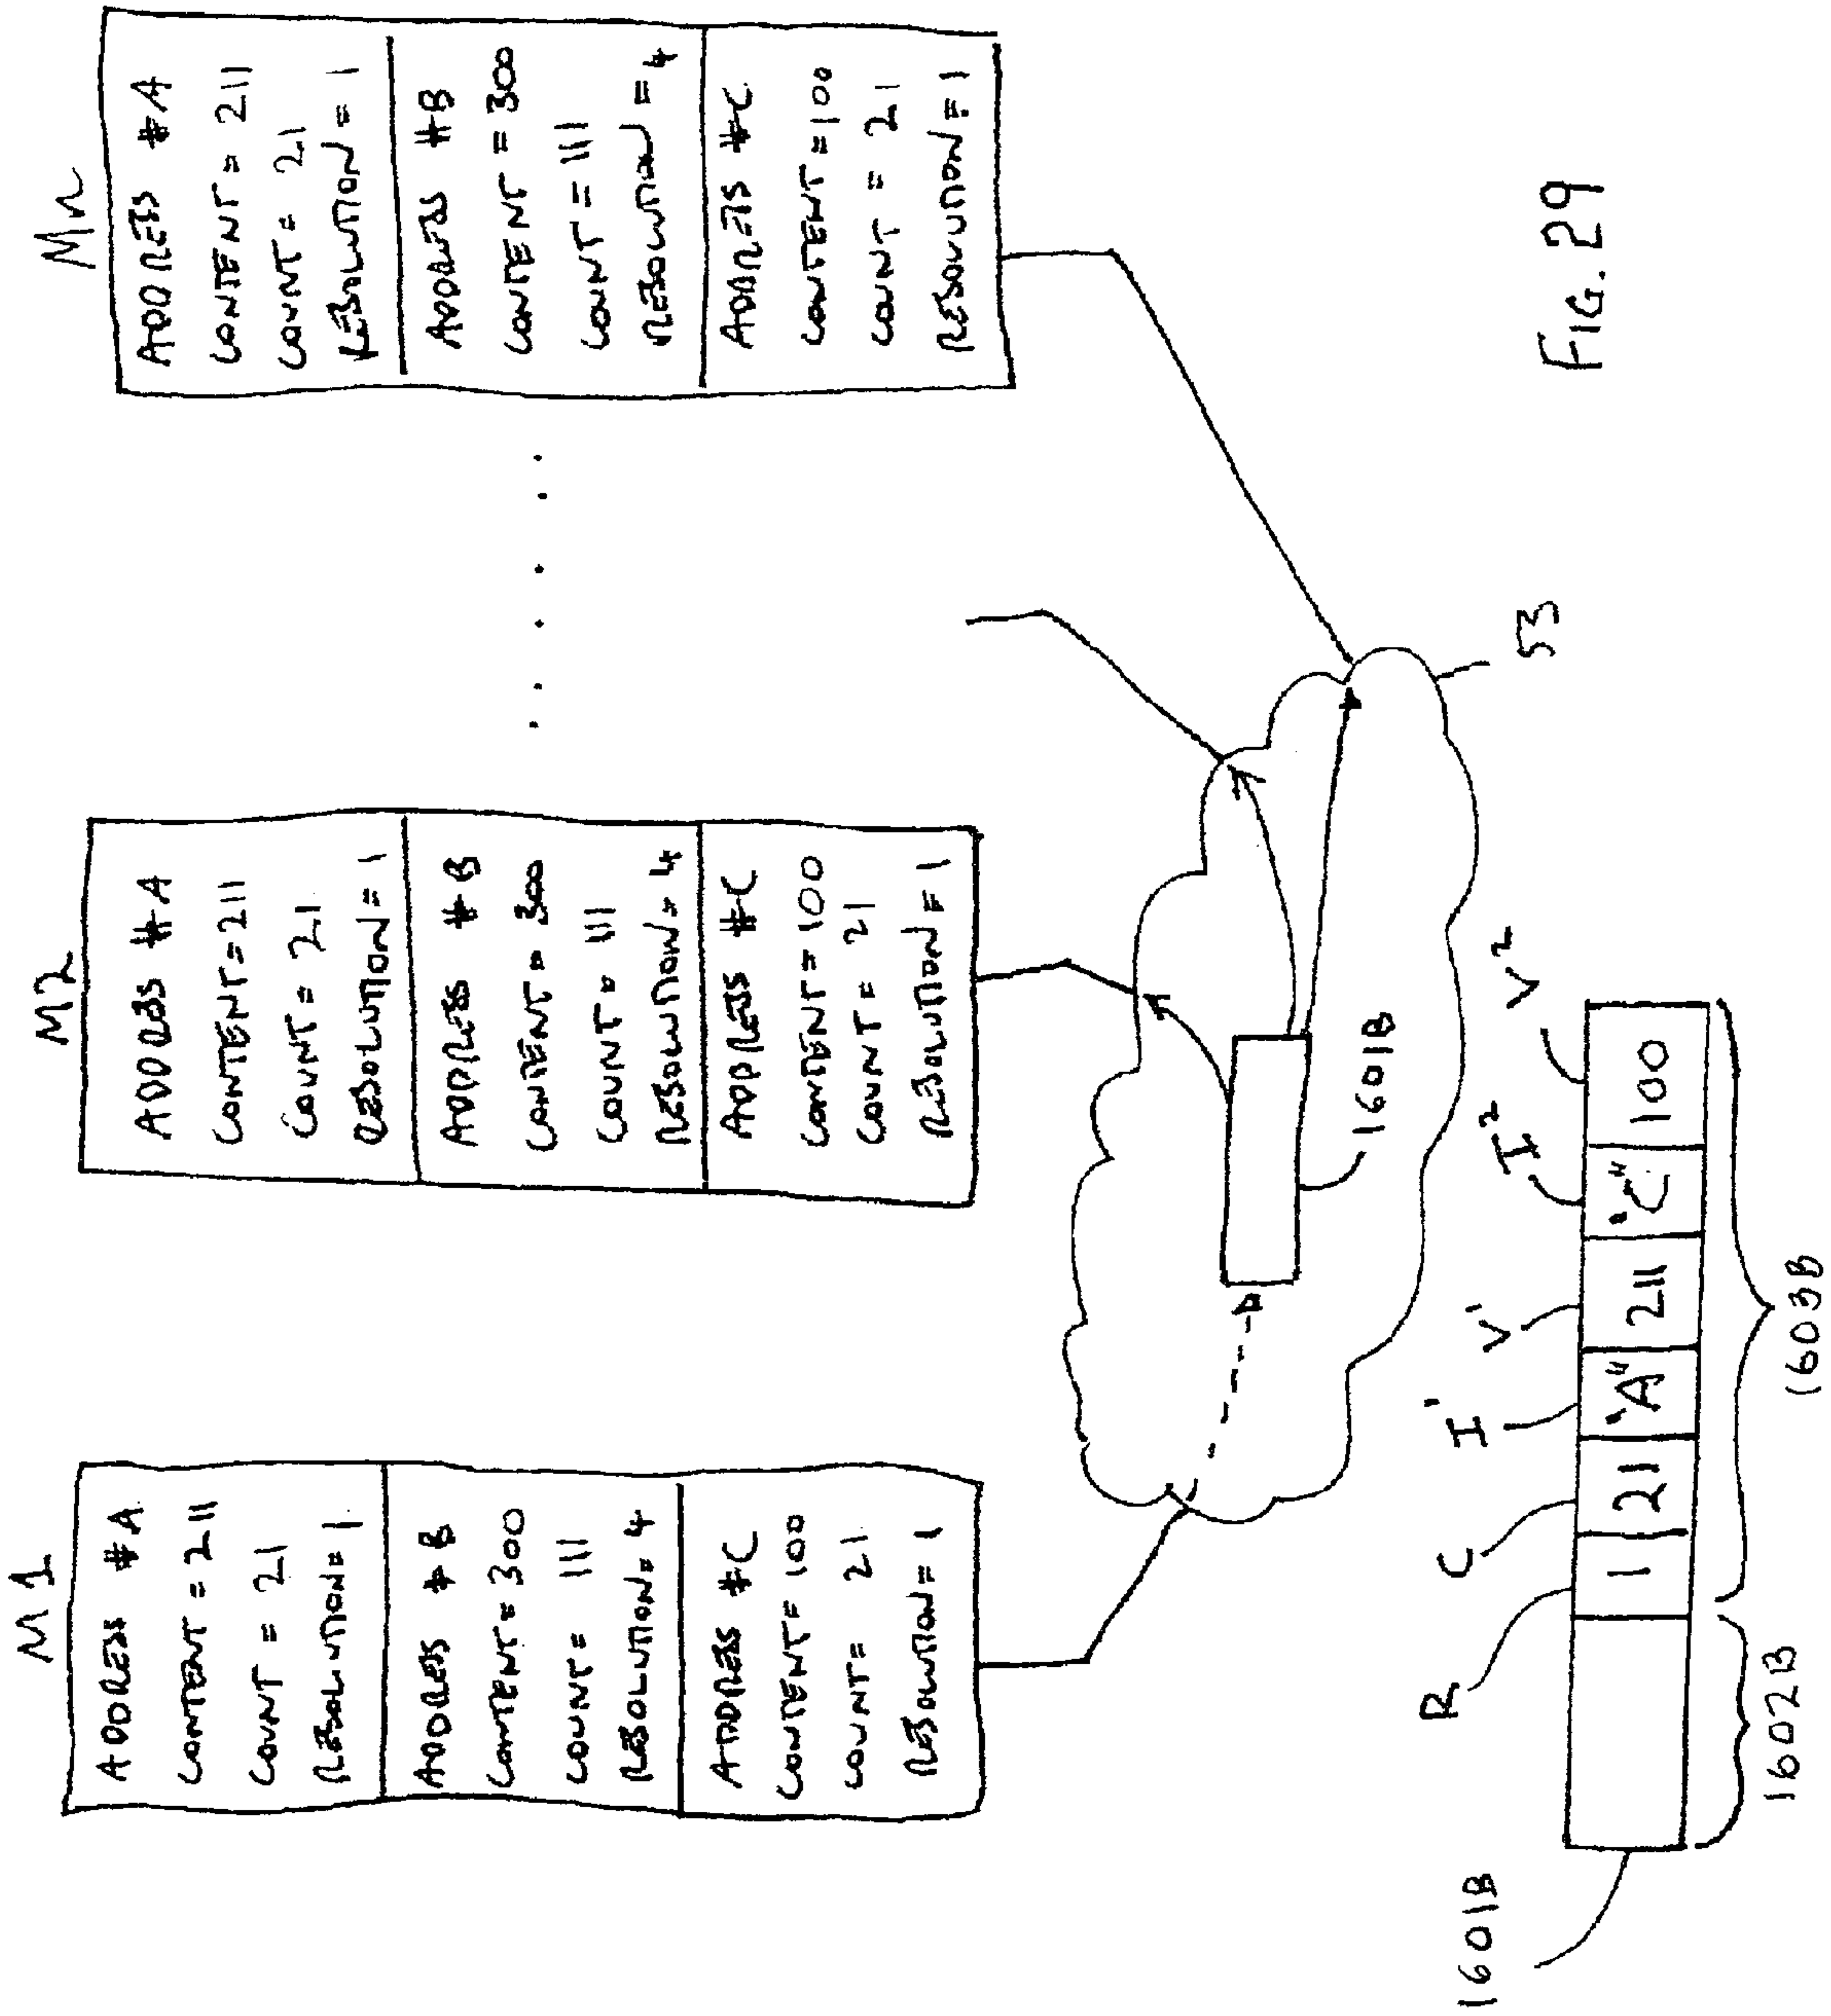 M1
ADDRESS #A
CONTENT = 211
COUNT = 21
RESOLUTION = 1
ADDRESS #B
CONTENT = 300
COUNT = 111
RESOLUTION = 4
ADDRESS #C
CONTENT = 100
COUNT = 21
RESOLUTION = 1
M2
ADDRESS #A
CONTENT = 211
COUNT = 21
RESOLUTION = 1
ADDRESS #B
CONTENT = 300
COUNT = 111
RESOLUTION = 4
ADDRESS #C
CONTENT = 100
COUNT = 21
RESOLUTION = 1
. . . . . .
Mn
ADDRESS #A
CONTENT = 211
COUNT = 21
RESOLUTION = 1
ADDRESS #B
CONTENT = 300
COUNT = 111
RESOLUTION = 4
ADDRESS #C
CONTENT = 100
COUNT = 21
RESOLUTION = 1
1601B
53
1601B
R C I¹ V¹ I² V²
1 21 "A" 211 "C" 100
1602B 1603B
FIG. 29